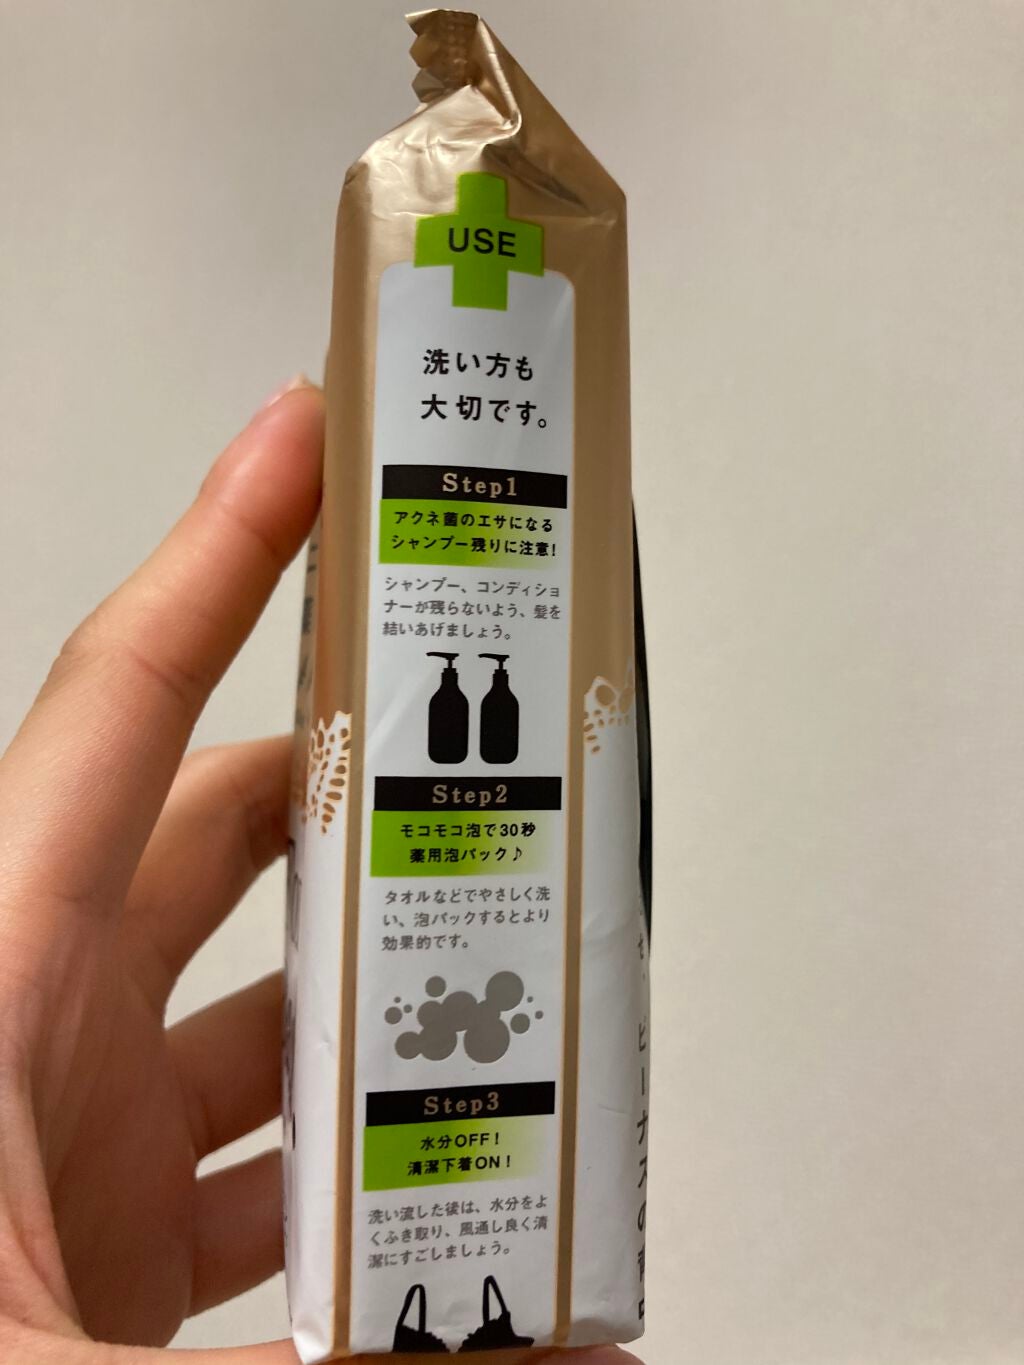 USE
洗い方も
大切です。
Step1
アクネ菌のエサになる
シャンプー残りに注意!
シャンプー、コンディショ
ナーが残らないよう、髪を
結いあげましょう。
Step2
モコモコ泡で30秒
薬用泡パック♪
タオルなどでやさしく洗
い、泡パックするとより
効果的です。
Step3
水分OFF!
清潔下着ON!
洗い流した後は、水分をよ
くふき取り、風通し良く清
潔にすごしましょう。
ビーナスの背中